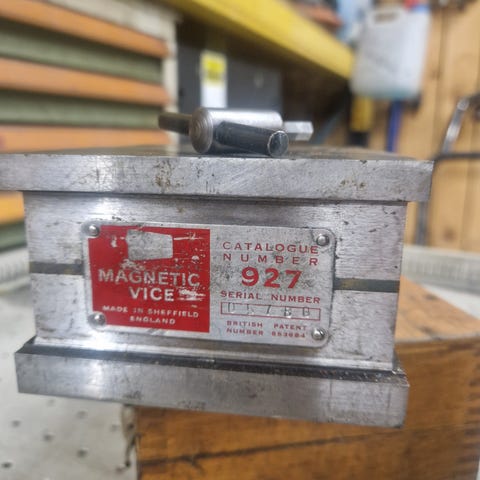 MAGNETIC
VICE
MADE IN SHEFFIELD
ENGLAND
CATALOGUE
NUMBER
927
SERIAL NUMBER
BRITISH PATENT
NUMBER